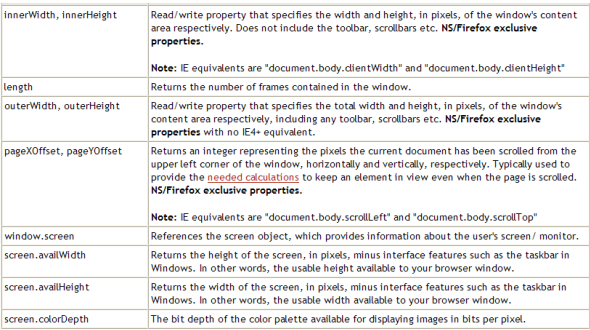 innerWidth, innerHeight
Read/write property that specifies the width and height, in pixels, of the window's content
area respectively. Does not include the toolbar, scrollbars etc. NS/Firefox exclusive
properties.
Note: IE equivalents are "document.body.clientWidth" and "document.body.clientHeight"
length
Returns the number of frames contained in the window.
outerWidth, outerHeight
Read/write property that specifies the total width and height, in pixels, of the window's
content area respectively, including any toolbar, scrollbars etc. NS/Firefox exclusive
properties with no IE4+ equivalent.
pageXOffset, pageYOffset
Returns an integer representing the pixels the current document has been scrolled from the
upper left corner of the window, horizontally and vertically, respectively. Typically used to
provide the needed calculations to keep an element in view even when the page is scrolled.
NS/Firefox exclusive properties.
Note: IE equivalents are "document.body.scrollLeft" and "document.body.scrollTop"
window.screen
References the screen object, which provides information about the user's screen/ monitor.
screen.availWidth
Returns the height of the screen, in pixels, minus interface features such as the taskbar in
Windows. In other words, the usable height available to your browser window.
screen.availHeight
Returns the width of the screen, in pixels, minus interface features such as the taskbar in
Windows. In other words, the usable width available to your browser window.
screen.colorDepth
The bit depth of the color palette available for displaying images in bits per pixel.